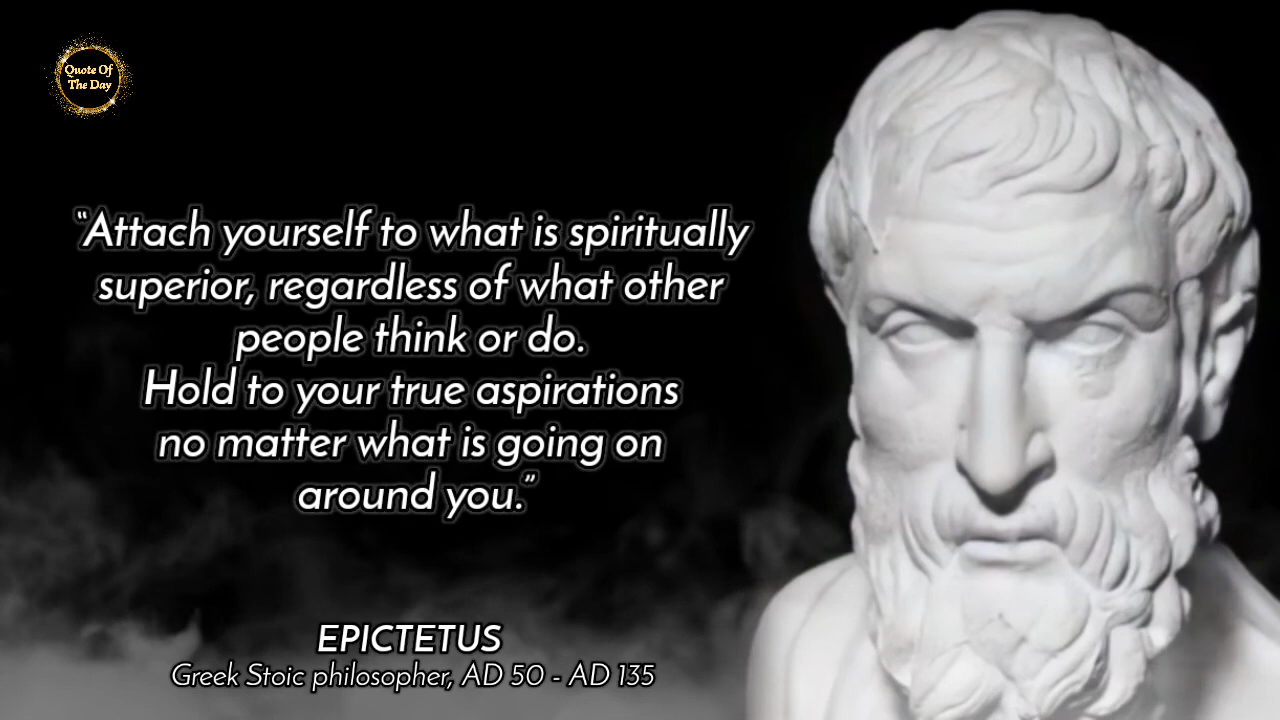 Quote Of
The Day
“Attach yourself to what is spiritually
superior, regardless of what other
people think or do.
Hold to your true aspirations
no matter what is going on
around you.”
EPICTETUS
Greek Stoic philosopher, AD 50 - AD 135